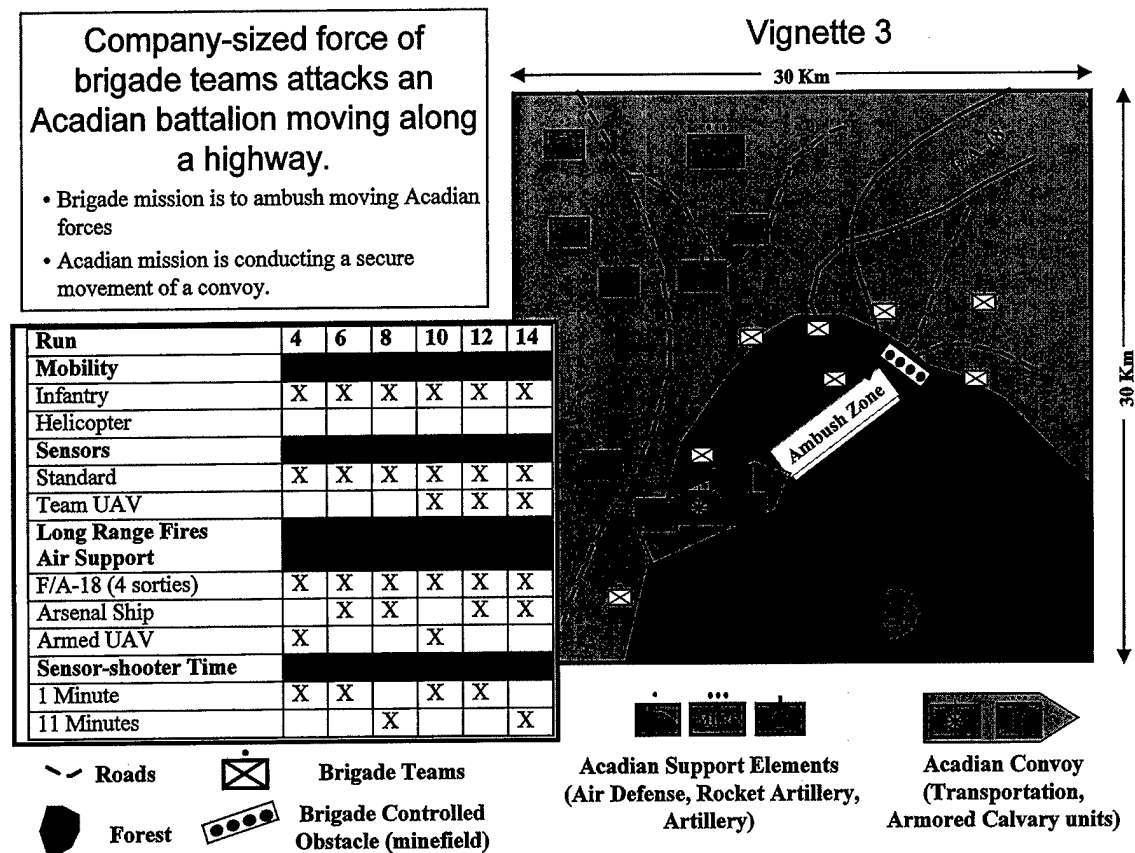 Company-sized force of
brigade teams attacks an
Acadian battalion moving along
a highway.
• Brigade mission is to ambush moving Acadian
forces
• Acadian mission is conducting a secure
movement of a convoy.
Vignette 3
30 Km
30 Km
Ambush Zone
Run 4 6 8 10 12 14
Mobility
Infantry X X X X X X
Helicopter
Sensors
Standard X X X X X X
Team UAV X X X
Long Range Fires
Air Support
F/A-18 (4 sorties) X X X X X X
Arsenal Ship X X X X
Armed UAV X X
Sensor-shooter Time
1 Minute X X X X
11 Minutes X X
Roads
Brigade Teams
Forest
Brigade Controlled
Obstacle (minefield)
Acadian Support Elements
(Air Defense, Rocket Artillery,
Artillery)
Acadian Convoy
(Transportation,
Armored Calvary units)